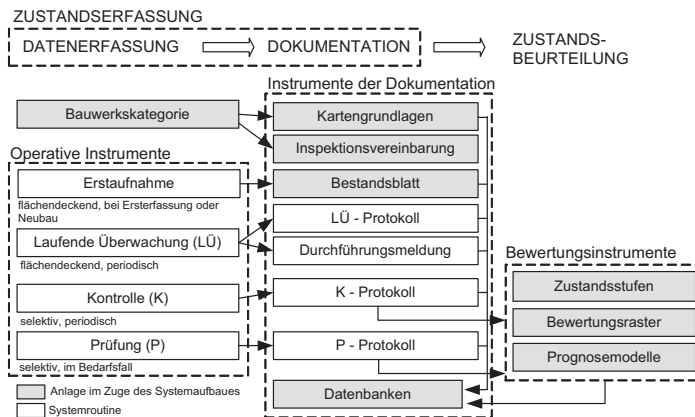 ZUSTANDSERFASSUNG
DATENERFASSUNG
DOKUMENTATION
ZUSTANDS-
BEURTEILUNG
Instrumente der Dokumentation
Bauwerkskategorie
Kartengrundlagen
Inspektionsvereinbarung
Operative Instrumente
Erstaufnahme
Bestandsblatt
flächendeckend, bei Ersterfassung oder
Neubau
LÜ - Protokoll
Laufende Überwachung (LÜ)
Durchführungsmeldung
flächendeckend, periodisch
Bewertungsinstrumente
Zustandsstufen
Kontrolle (K)
K - Protokoll
selektiv, periodisch
Bewertungsraster
Prüfung (P)
P - Protokoll
Prognosemodelle
selektiv, im Bedarfsfall
Datenbanken
Anlage im Zuge des Systemaufbaues
Systemroutine